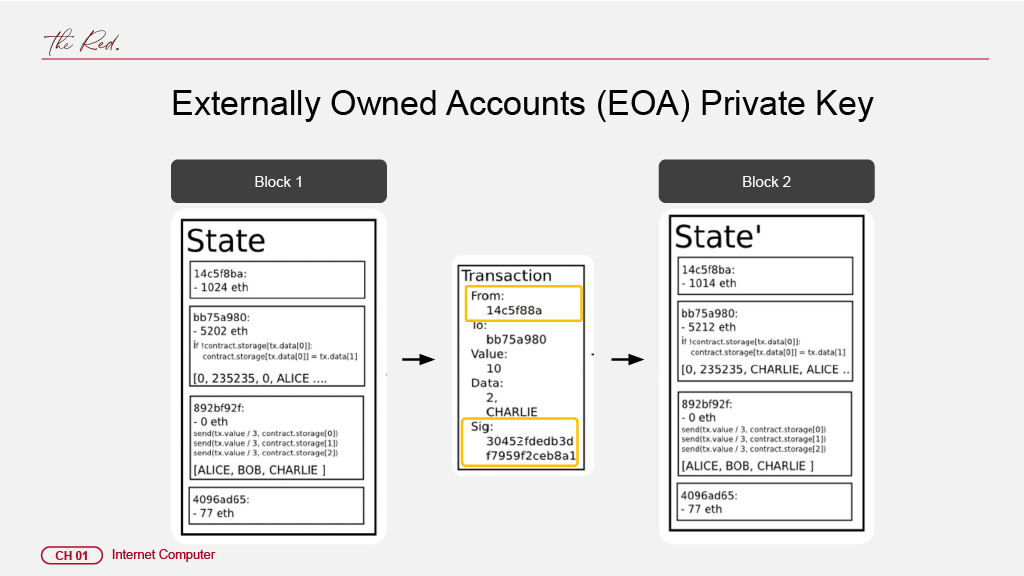 the Red.
Externally Owned Accounts (EOA) Private Key
Block 1
State
14c5f8ba:
- 1024 eth
bb75a980:
- 5202 eth
if !contract.storage[tx.data[0]]:
contract.storage[tx.data[0]] = tx.data[1]
[0, 235235, 0, ALICE ....
892bf92f:
- 0 eth
send(tx.value / 3, contract.storage[0])
send(tx.value / 3, contract.storage[1])
send(tx.value / 3, contract.storage[2])
[ALICE, BOB, CHARLIE ]
4096ad65:
- 77 eth
Transaction
From:
14c5f88a
To:
bb75a980
Value:
10
Data:
2,
CHARLIE
Sig:
30452fdedb3d
f7959f2ceb8a1
Block 2
State'
14c5f8ba:
- 1014 eth
bb75a980:
- 5212 eth
if !contract.storage[tx.data[0]]:
contract.storage[tx.data[0]] = tx.data[1]
[0, 235235, CHARLIE, ALICE ..
892bf92f:
- 0 eth
send(tx.value / 3, contract.storage[0])
send(tx.value / 3, contract.storage[1])
send(tx.value / 3, contract.storage[2])
[ALICE, BOB, CHARLIE ]
4096ad65:
- 77 eth
CH 01 Internet Computer